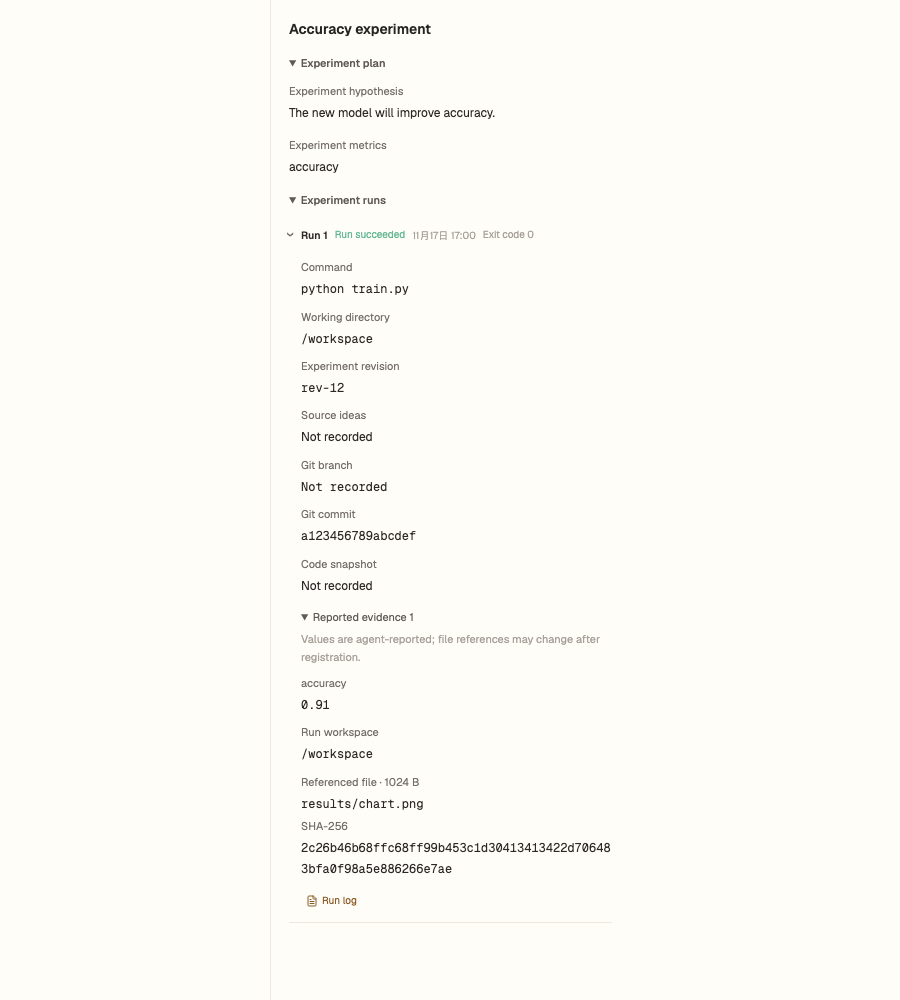 Accuracy experiment
Experiment plan
Experiment hypothesis
The new model will improve accuracy.
Experiment metrics
accuracy
Experiment runs
Run 1 Run succeeded 11月17日 17:00 Exit code 0
Command
python train.py
Working directory
/workspace
Experiment revision
rev-12
Source ideas
Not recorded
Git branch
Not recorded
Git commit
a123456789abcdef
Code snapshot
Not recorded
Reported evidence 1
Values are agent-reported; file references may change after
registration.
accuracy
0.91
Run workspace
/workspace
Referenced file · 1024 B
results/chart.png
SHA-256
2c26b46b68ffc68ff99b453c1d30413413422d70648
3bfa0f98a5e886266e7ae
Run log